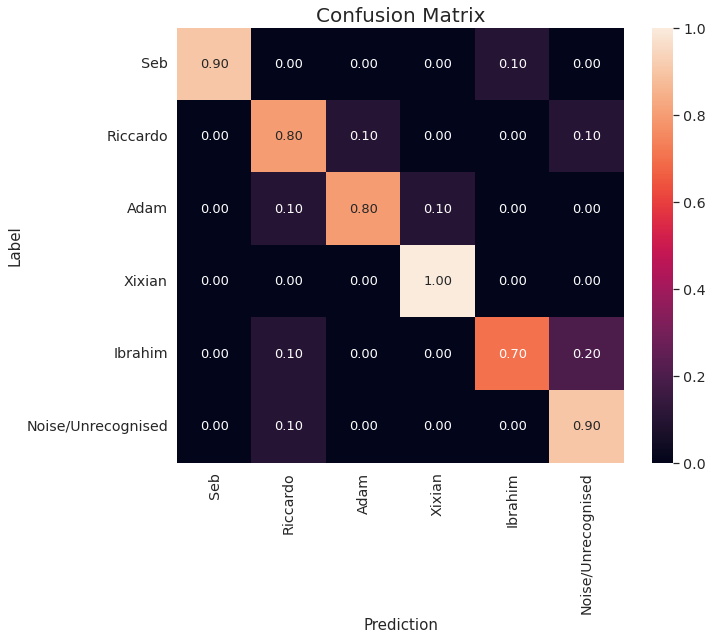 Confusion Matrix
Label
Seb 0.90 0.00 0.00 0.00 0.10 0.00
Riccardo 0.00 0.80 0.10 0.00 0.00 0.10
Adam 0.00 0.10 0.80 0.10 0.00 0.00
Xixian 0.00 0.00 0.00 1.00 0.00 0.00
Ibrahim 0.00 0.10 0.00 0.00 0.70 0.20
Noise/Unrecognised 0.00 0.10 0.00 0.00 0.00 0.90
Seb Riccardo Adam Xixian Ibrahim Noise/Unrecognised
Prediction
1.0
0.8
0.6
0.4
0.2
0.0